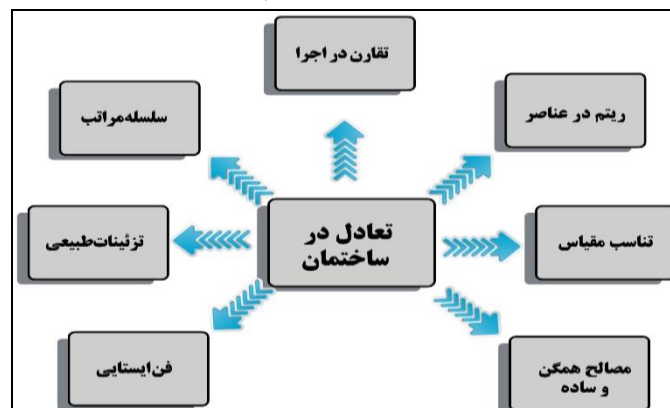 تقارن در اجرا
ریتم در عناصر
سلسله‌مراتب
تعادل در
ساختمان
تناسب مقیاس
تزئینات‌طبیعی
مصالح همگن
و ساده
فن‌ایستایی